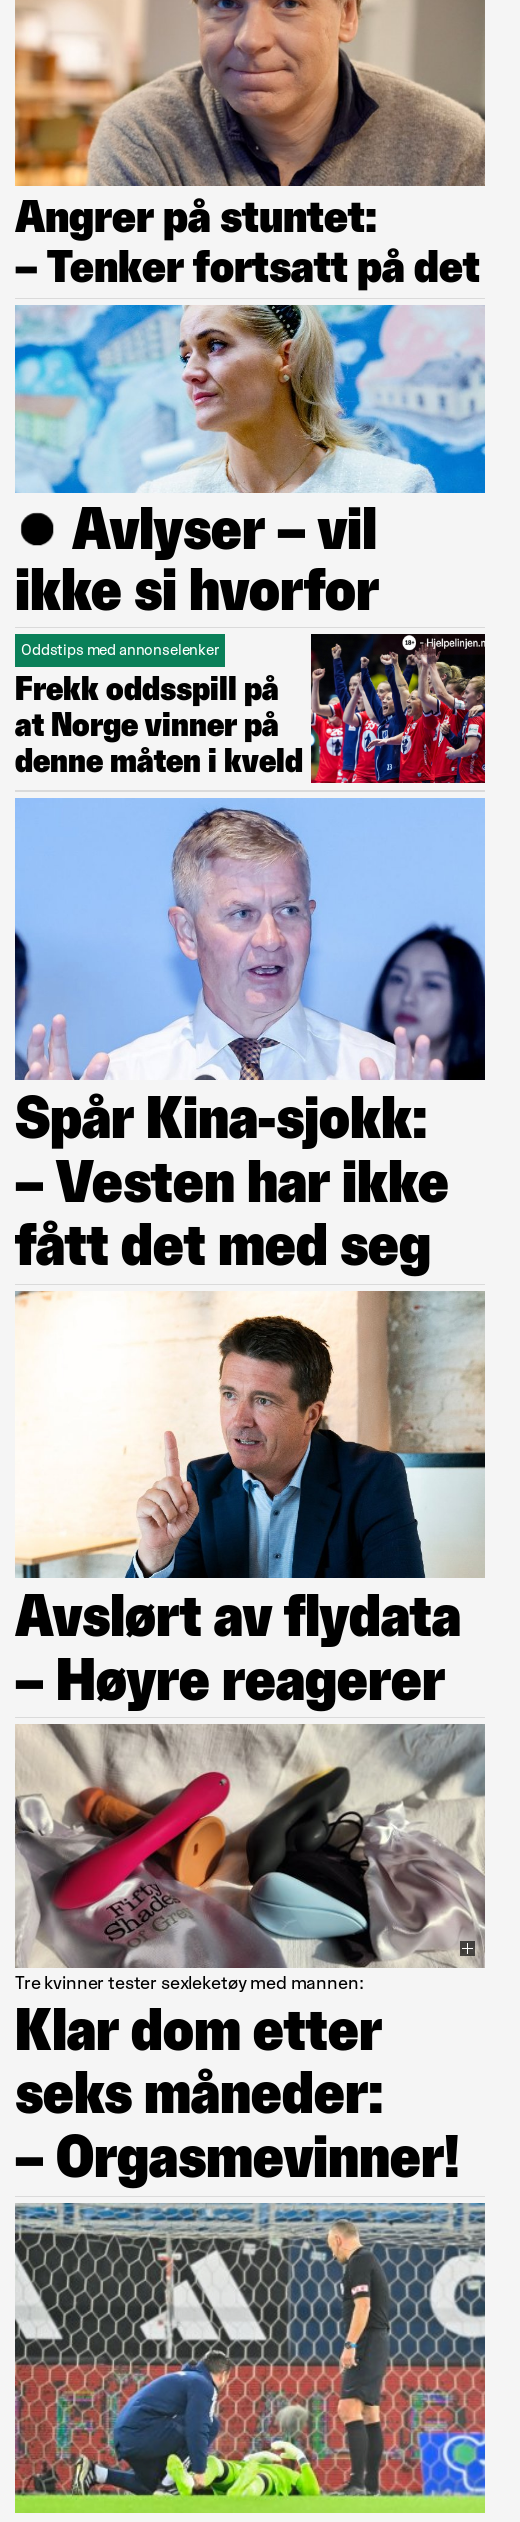 Angrer på stuntet:
– Tenker fortsatt på det
● Avlyser – vil
ikke si hvorfor
Oddstips med annonselenker
18+ - Hjelpelinjen.n
Frekk oddsspill på
at Norge vinner på
denne måten i kveld
Spår Kina-sjokk:
– Vesten har ikke
fått det med seg
Avslørt av flydata
– Høyre reagerer
Fifty
Shades
of Grey
Tre kvinner tester sexleketøy med mannen:
Klar dom etter
seks måneder:
– Orgasmevinner!